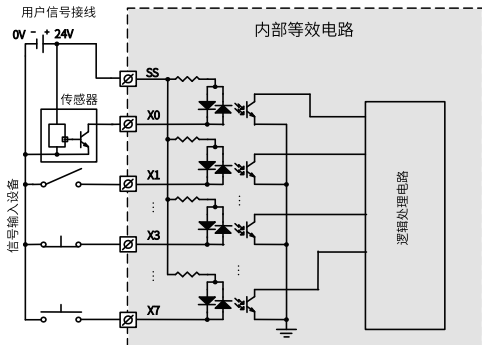 用户信号接线
0V - + 24V
内部等效电路
SS
传感器
X0
X1
信号输入设备
逻辑处理电路
X3
X7